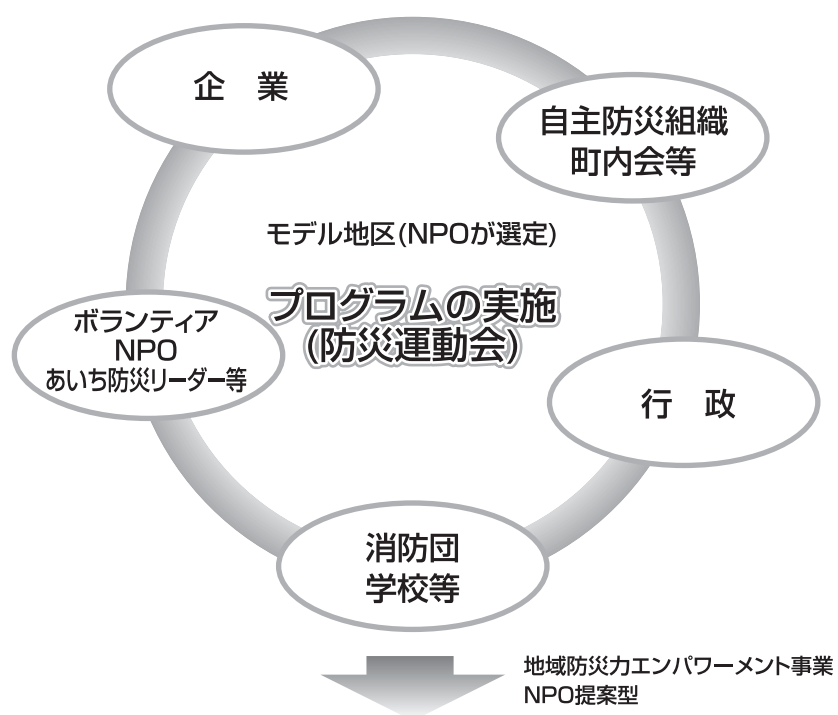 企　業
自主防災組織
町内会等
モデル地区(NPOが選定)
プログラムの実施
(防災運動会)
ボランティア
NPO
あいち防災リーダー等
行　政
消防団
学校等
地域防災力エンパワーメント事業
NPO提案型